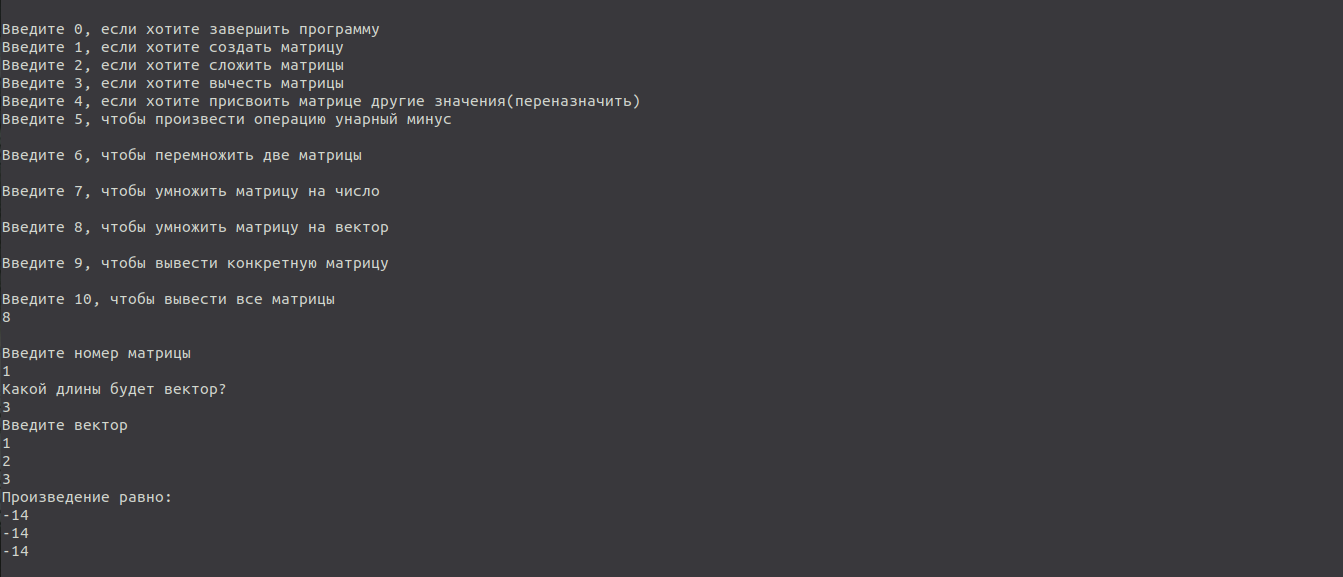 Введите 0, если хотите завершить программу
Введите 1, если хотите создать матрицу
Введите 2, если хотите сложить матрицы
Введите 3, если хотите вычесть матрицы
Введите 4, если хотите присвоить матрице другие значения(переназначить)
Введите 5, чтобы произвести операцию унарный минус
Введите 6, чтобы перемножить две матрицы
Введите 7, чтобы умножить матрицу на число
Введите 8, чтобы умножить матрицу на вектор
Введите 9, чтобы вывести конкретную матрицу
Введите 10, чтобы вывести все матрицы
8
Введите номер матрицы
1
Какой длины будет вектор?
3
Введите вектор
1
2
3
Произведение равно:
-14
-14
-14